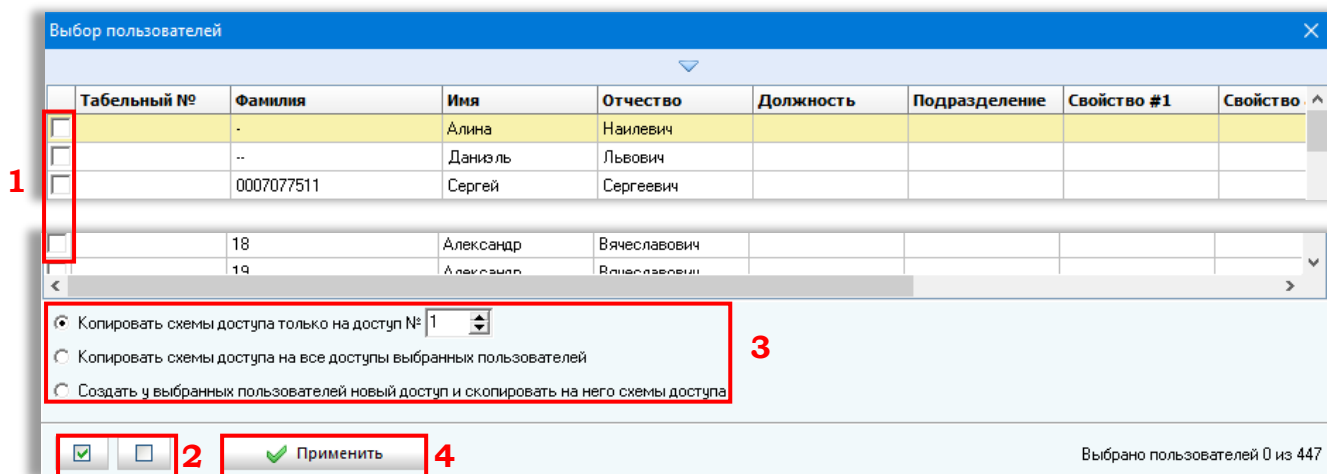 Выбор пользователей
Табельный № Фамилия Имя Отчество Должность Подразделение Свойство #1 Свойство
- Алина Наилевич
-- Даниэль Львович
1 0007077511 Сергей Сергеевич
18 Александр Вячеславович
19 Александр Вячеславович
Копировать схемы доступа только на доступ № 1
Копировать схемы доступа на все доступы выбранных пользователей
3
Создать у выбранных пользователей новый доступ и скопировать на него схемы доступа
2 Применить 4 Выбрано пользователей 0 из 447